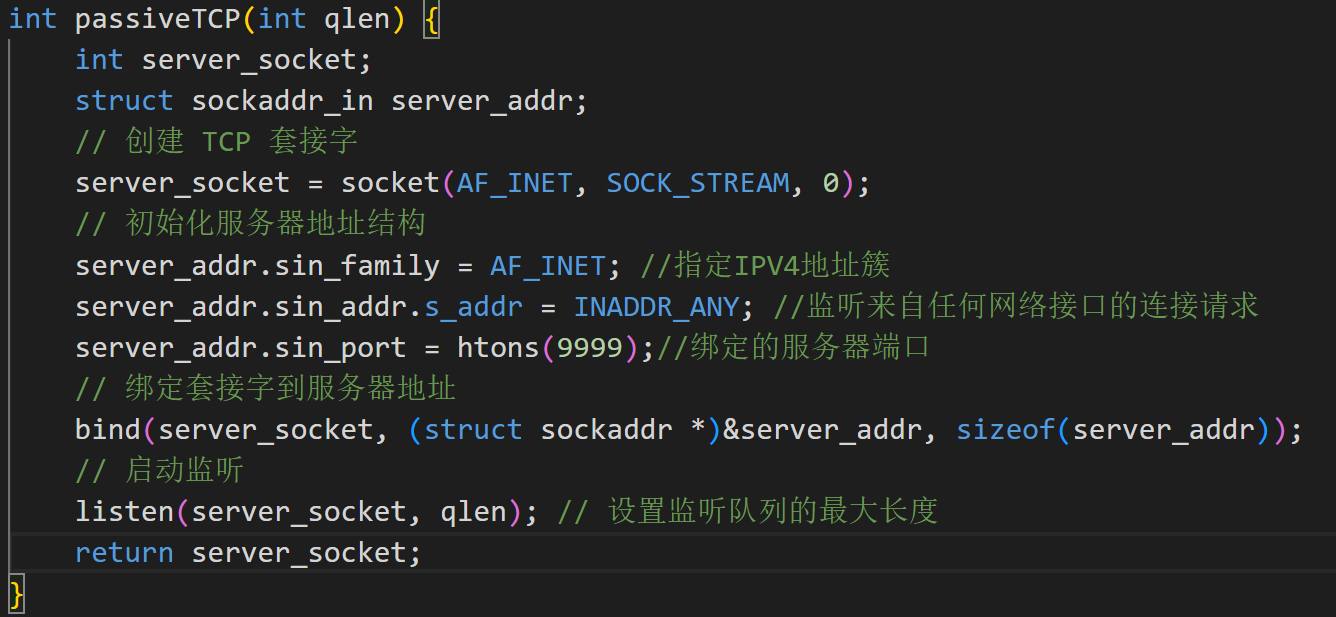 int passiveTCP(int qlen) {
    int server_socket;
    struct sockaddr_in server_addr;
    // 创建 TCP 套接字
    server_socket = socket(AF_INET, SOCK_STREAM, 0);
    // 初始化服务器地址结构
    server_addr.sin_family = AF_INET; //指定IPV4地址簇
    server_addr.sin_addr.s_addr = INADDR_ANY; //监听来自任何网络接口的连接请求
    server_addr.sin_port = htons(9999);//绑定的服务器端口
    // 绑定套接字到服务器地址
    bind(server_socket, (struct sockaddr *)&server_addr, sizeof(server_addr));
    // 启动监听
    listen(server_socket, qlen); // 设置监听队列的最大长度
    return server_socket;
}